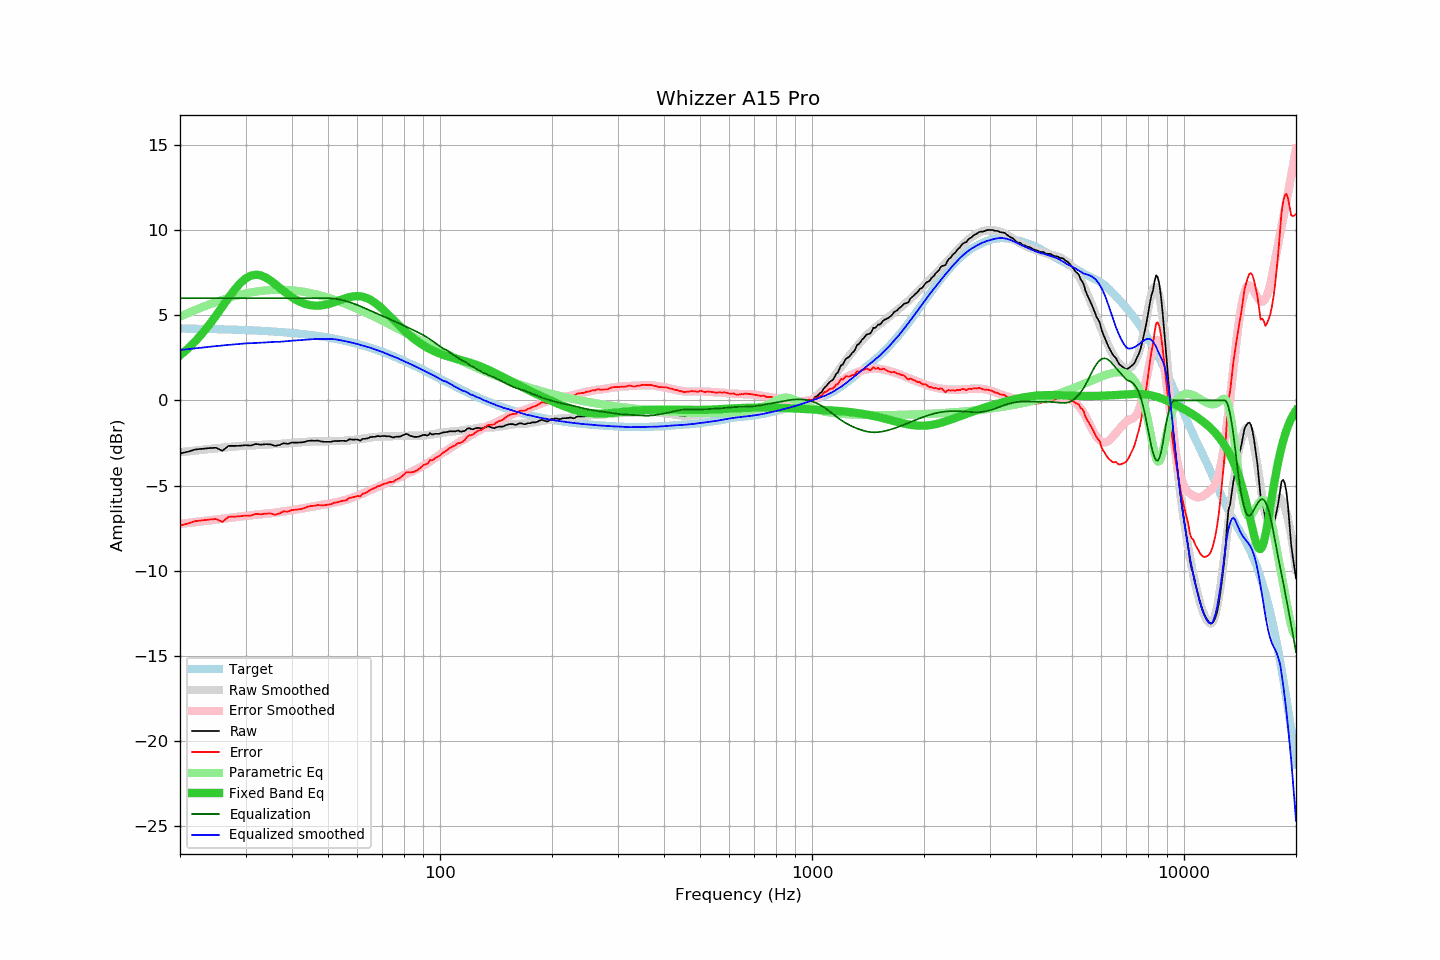 Whizzer A15 Pro
Amplitude (dBr)
15
10
5
0
−5
−10
−15
−20
−25
Target
Raw Smoothed
Error Smoothed
Raw
Error
Parametric Eq
Fixed Band Eq
Equalization
Equalized smoothed
100
1000
10000
Frequency (Hz)